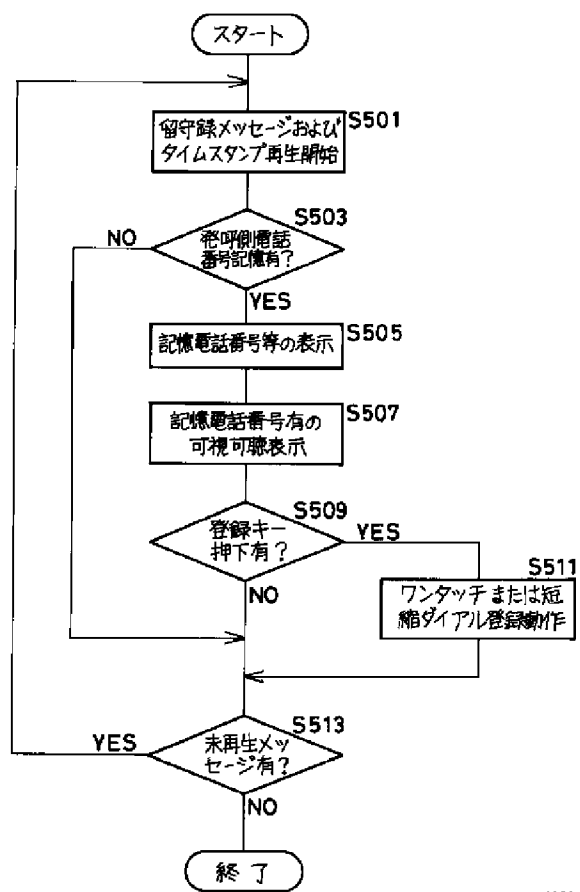 スタート
S501
留守録メッセージおよび
タイムスタンプ再生開始
S503
NO
発呼側電話
番号記憶有?
YES
S505
記憶電話番号等の表示
S507
記憶電話番号有の
可視可聴表示
S509
登録キー
押下有?
YES
NO
S511
ワンタッチまたは短
縮ダイアル登録動作
S513
YES
未再生メッ
セージ有?
NO
終了